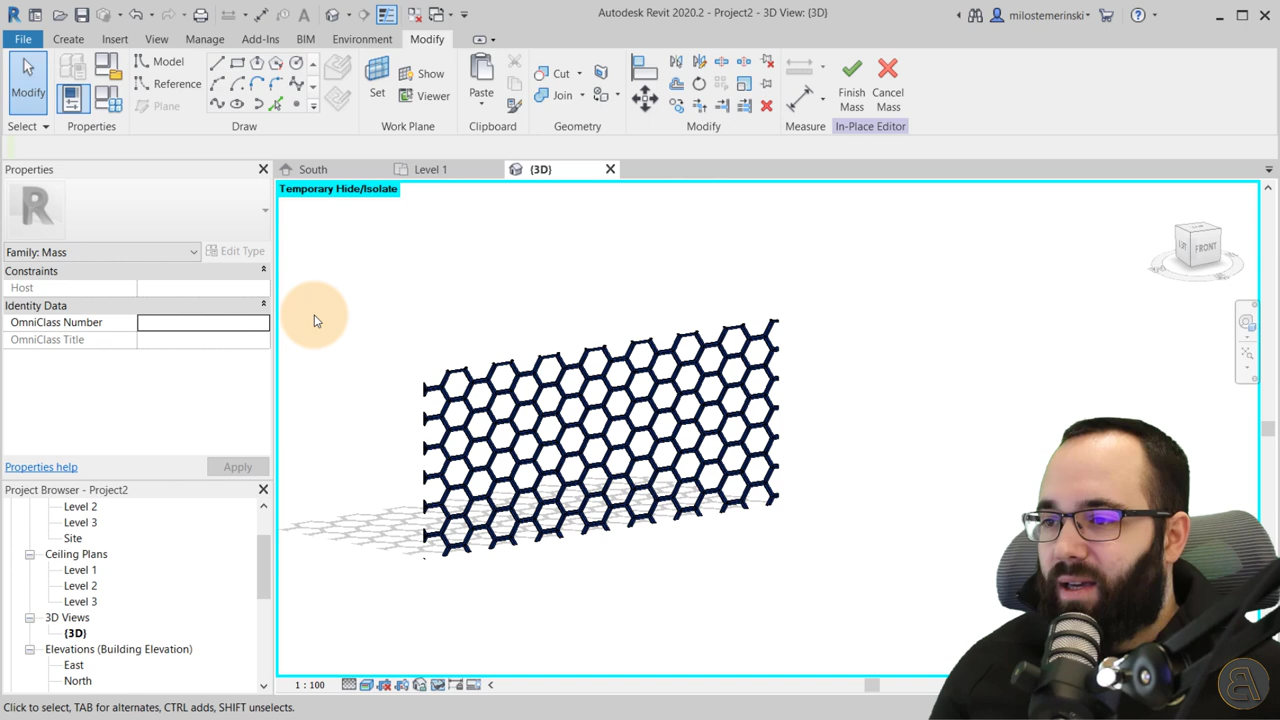 Autodesk Revit 2020.2 - Project2 - 3D View: {3D}
milostemerinski
File Create Insert View Manage Add-Ins BIM Environment Modify
Modify
Select
Properties
Model
Reference
Plane
Draw
Set
Show
Viewer
Work Plane
Paste
Clipboard
Cut
Join
Geometry
Modify
Measure
Finish Mass
Cancel Mass
In-Place Editor
Properties
South
Level 1
{3D}
Temporary Hide/Isolate
R
Family: Mass
Edit Type
Constraints
Host
Identity Data
OmniClass Number
OmniClass Title
FRONT
Properties help
Apply
Project Browser - Project2
Level 2
Level 3
Site
Ceiling Plans
Level 1
Level 2
Level 3
3D Views
{3D}
Elevations (Building Elevation)
East
North
1 : 100
Click to select, TAB for alternates, CTRL adds, SHIFT unselects.